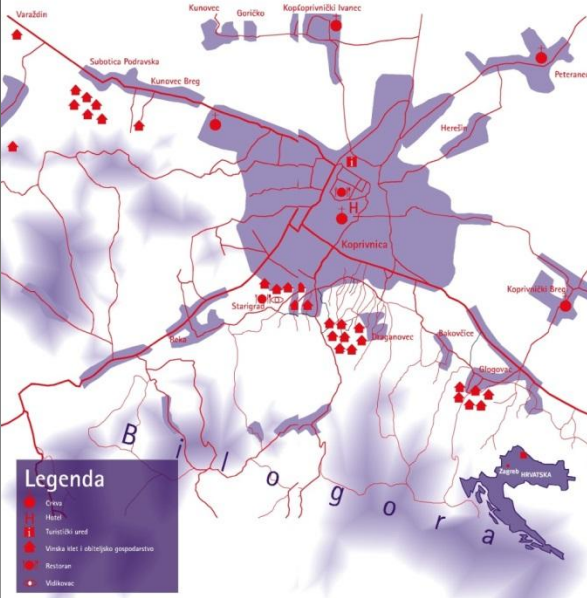 Varaždin
Kunovec
Goričko
Koprivnički Ivanec
Peteranec
Subotica Podravska
Kunovec Breg
Herešin
H
Koprivnica
Koprivnički Breg
Starigrad
Reka
Draganovec
Bakovčice
Glogovac
Bilogora
Zagreb
HRVATSKA
Legenda
Crkva
H Hotel
i Turistički ured
Vinska klet i obiteljsko gospodarstvo
Restoran
Vidikovac